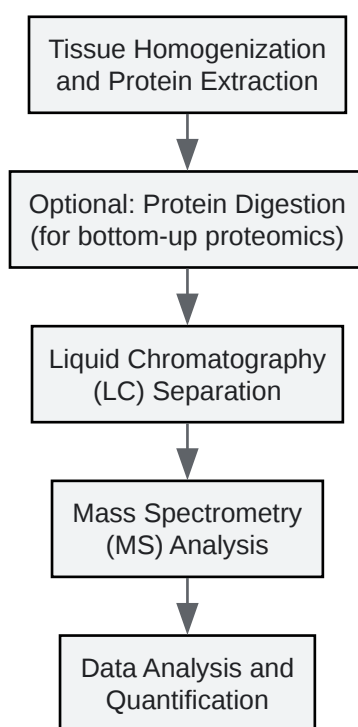 Tissue Homogenization
and Protein Extraction
Optional: Protein Digestion
(for bottom-up proteomics)
Liquid Chromatography
(LC) Separation
Mass Spectrometry
(MS) Analysis
Data Analysis and
Quantification